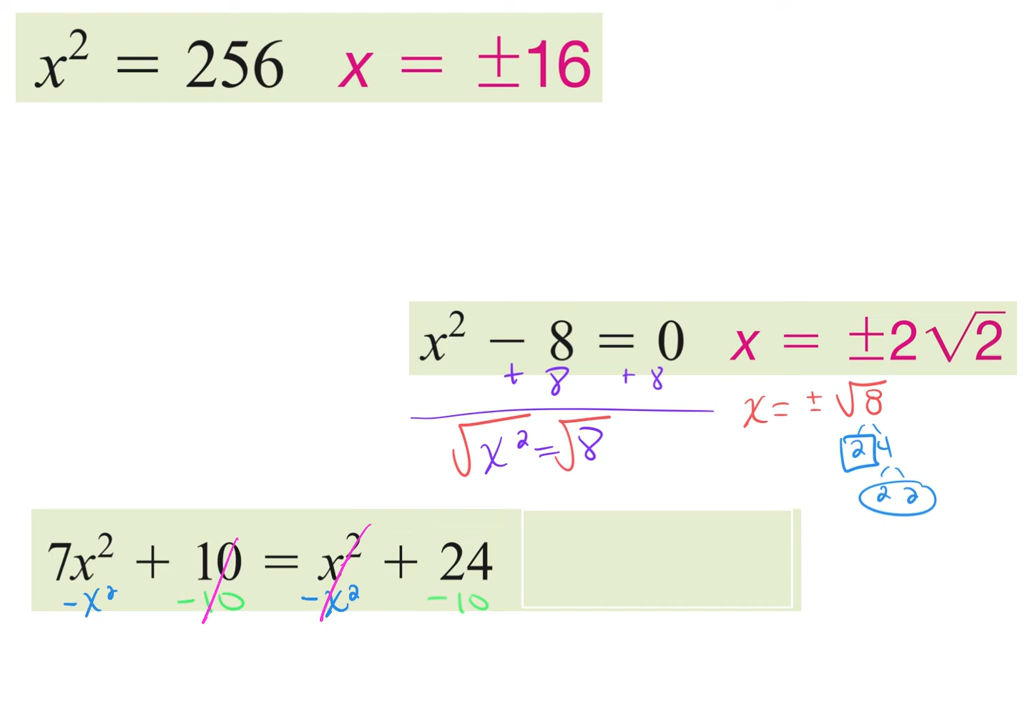 x² = 256 x = ±16
x² − 8 = 0 x = ±2√2
+ 8 + 8
x = ± √8
√x² = √8
2 4
2 2
7x² + 10 = x² + 24
−x² −10 −x² −10